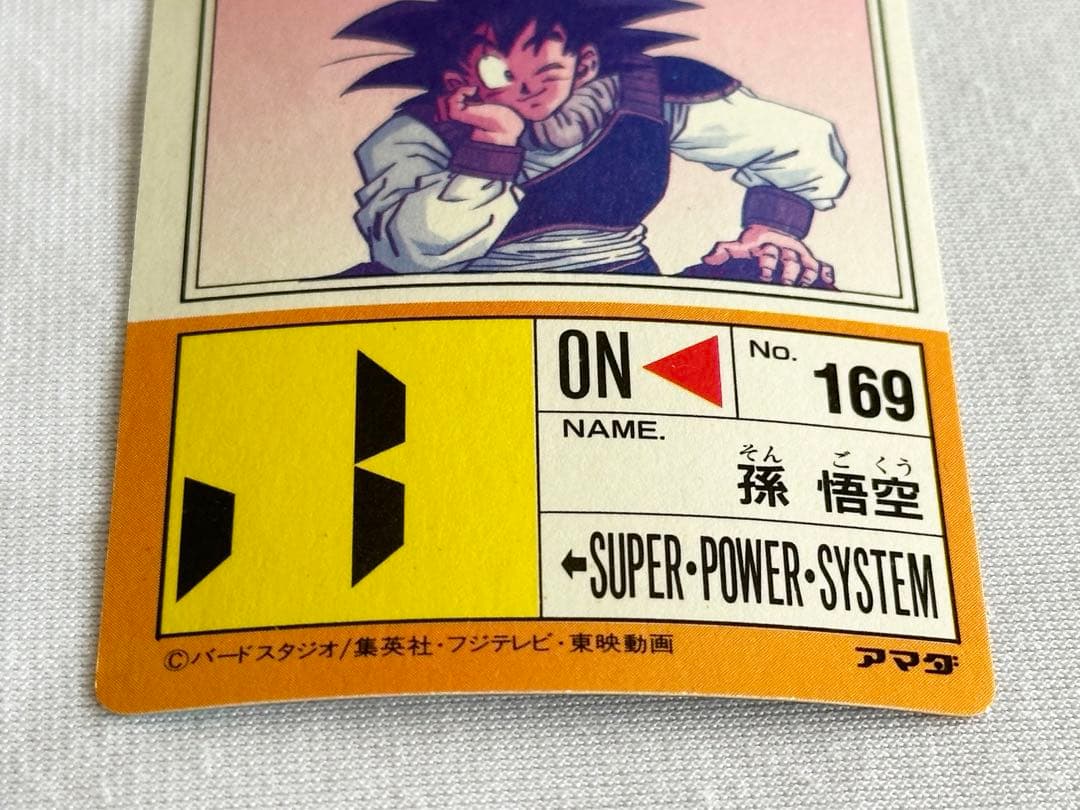 ON
No.
169
NAME.
そん ご くう
孫 悟空
←SUPER・POWER・SYSTEM
©バードスタジオ/集英社・フジテレビ・東映動画
アマダ